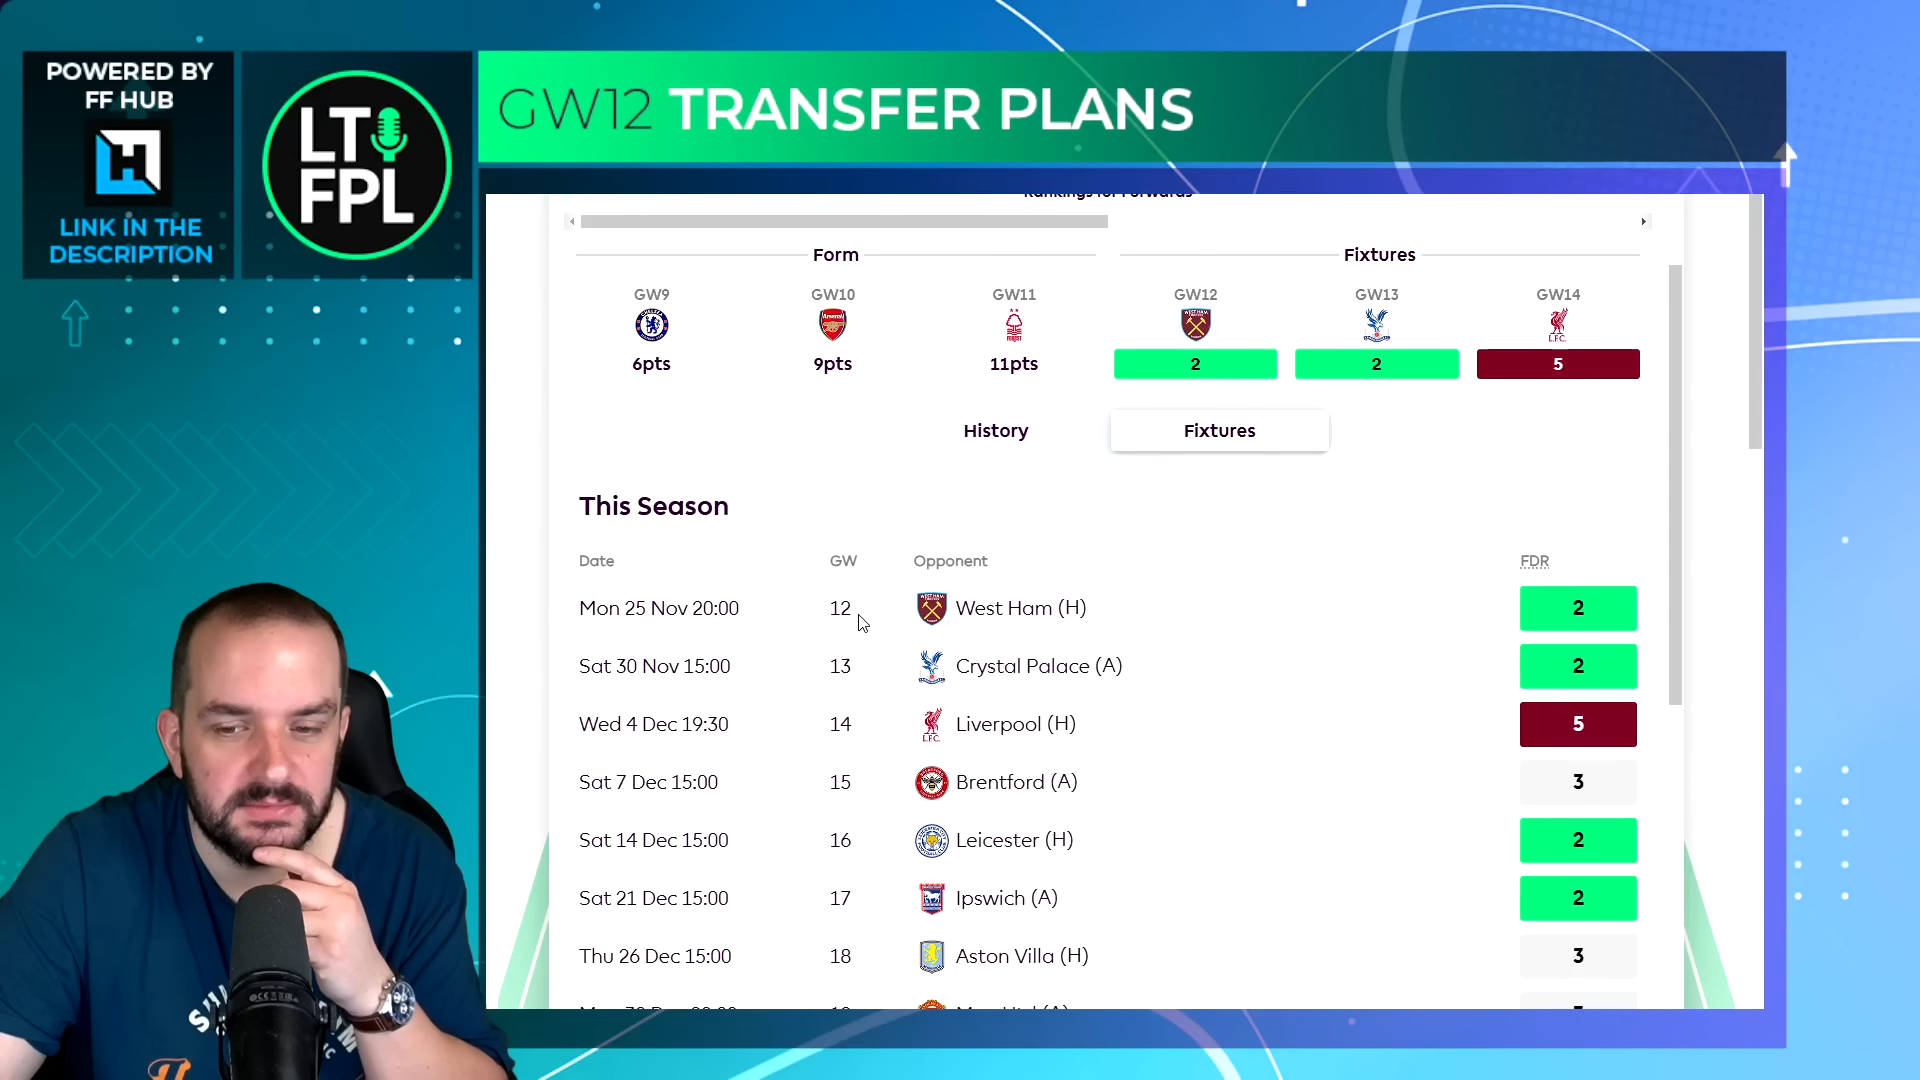 POWERED BY
FF HUB
LINK IN THE
DESCRIPTION
LT
FPL
GW12 TRANSFER PLANS
Rankings for Forwards
Form
Fixtures
GW9
GW10
GW11
GW12
GW13
GW14
6pts
9pts
11pts
2
2
5
History
Fixtures
This Season
Date GW Opponent FDR
Mon 25 Nov 20:00 12 West Ham (H) 2
Sat 30 Nov 15:00 13 Crystal Palace (A) 2
Wed 4 Dec 19:30 14 Liverpool (H) 5
Sat 7 Dec 15:00 15 Brentford (A) 3
Sat 14 Dec 15:00 16 Leicester (H) 2
Sat 21 Dec 15:00 17 Ipswich (A) 2
Thu 26 Dec 15:00 18 Aston Villa (H) 3